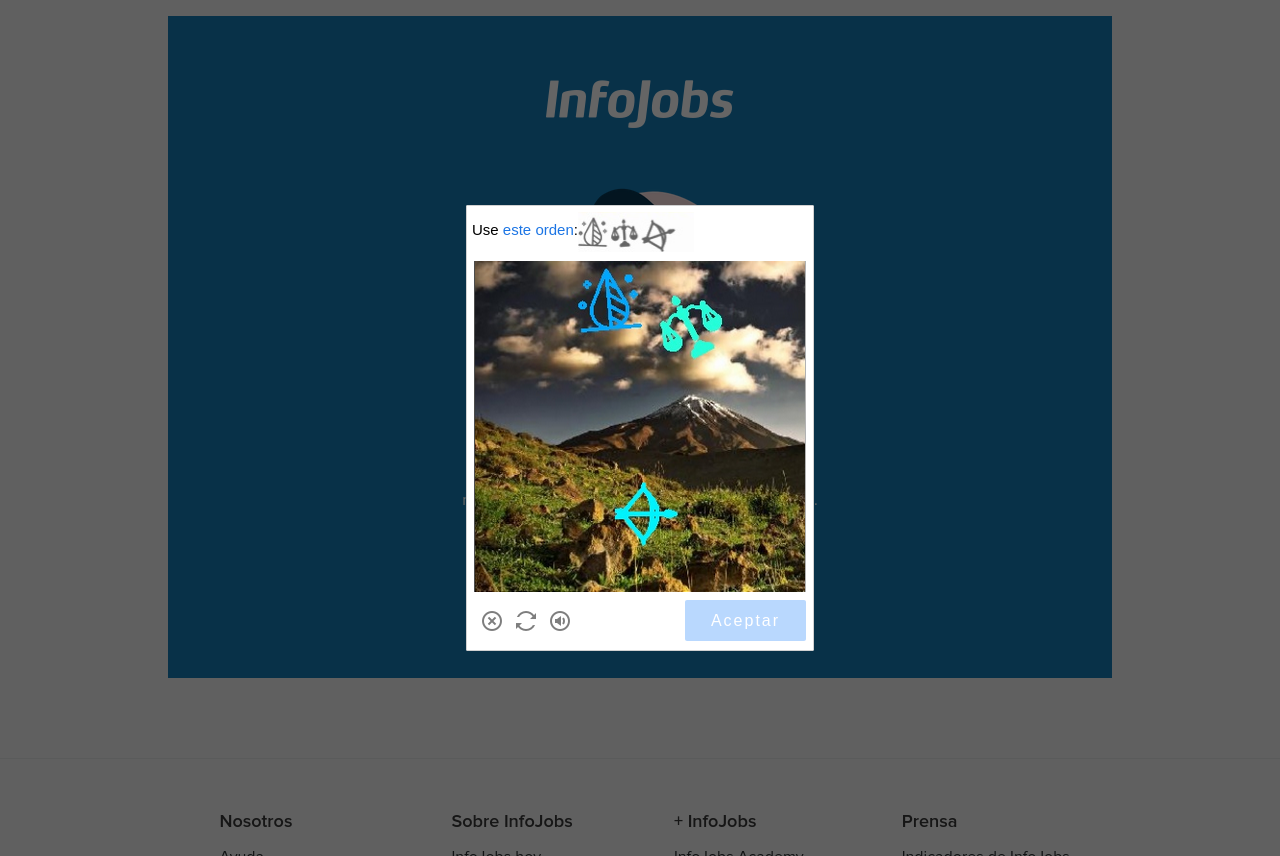 InfoJobs
Use este orden:
Aceptar
Nosotros
Sobre InfoJobs
+ InfoJobs
Prensa
Ayuda
InfoJobs hoy
InfoJobs Academy
Indicadores de InfoJobs